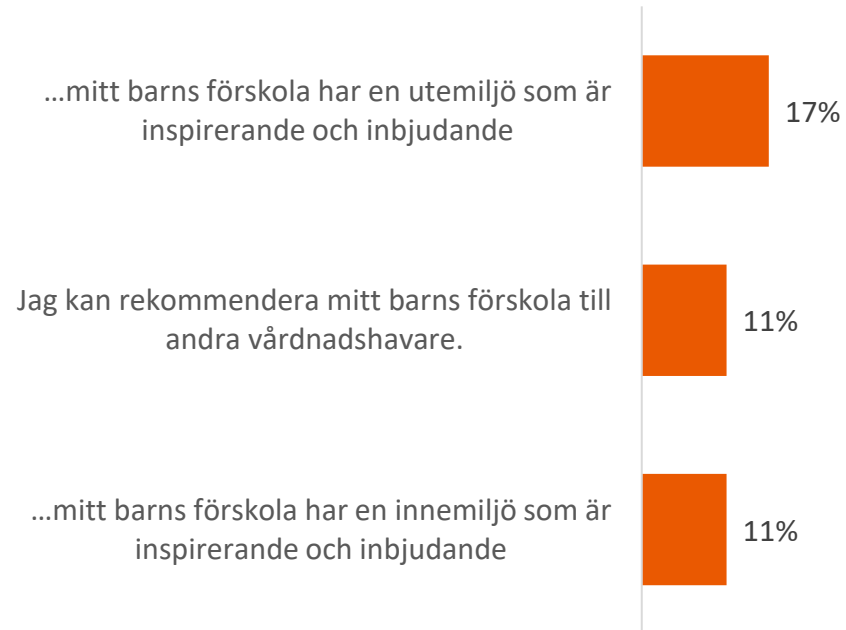 …mitt barns förskola har en utemiljö som är
inspirerande och inbjudande
17%
Jag kan rekommendera mitt barns förskola till
andra vårdnadshavare.
11%
…mitt barns förskola har en innemiljö som är
inspirerande och inbjudande
11%